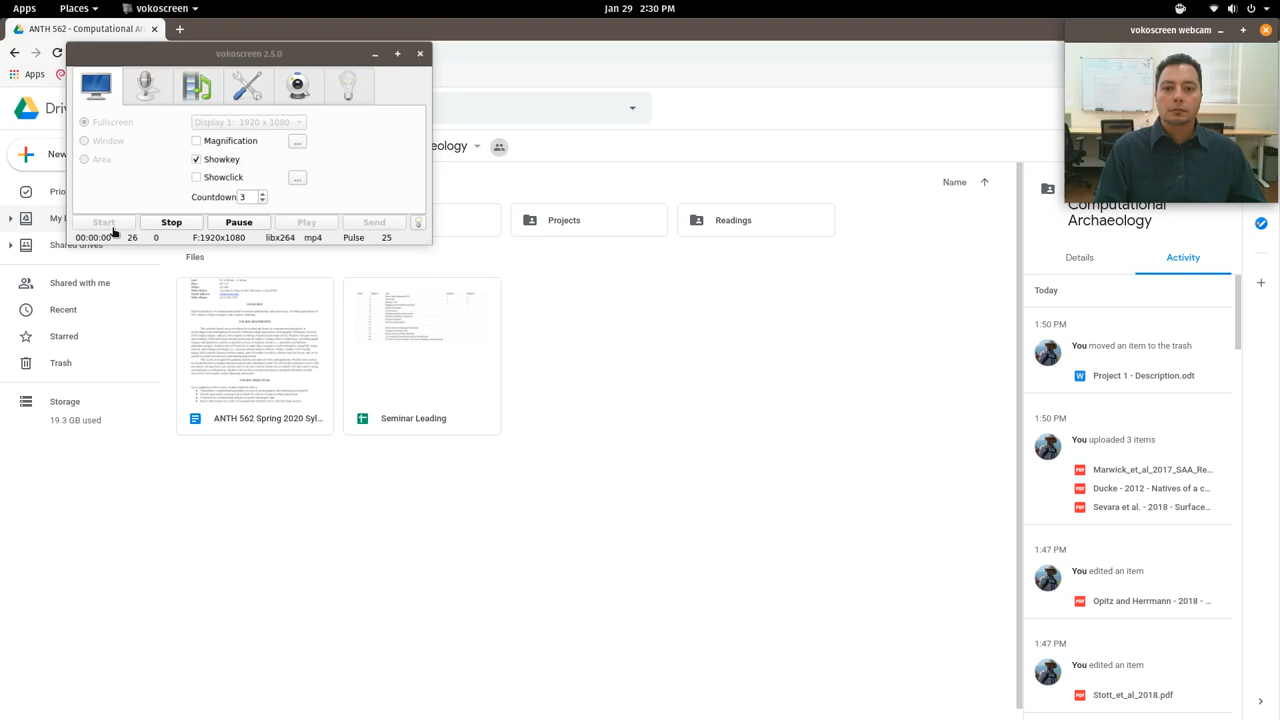 Apps Places vokoscreen Jan 29 2:30 PM
ANTH 562 - Computational Ar
vokoscreen webcam
vokoscreen 2.5.0
Apps
Fullscreen
Display 1: 1920 x 1080
Window
Magnification
...
Area
Showkey
Showclick
...
Countdown 3
Start Stop Pause Play Send
00:00:00 26 0 F:1920x1080 libx264 mp4 Pulse 25
Driv
New
Prio
My D
Shared drives
Shared with me
Recent
Starred
Trash
Storage
19.3 GB used
eology
Name
Projects
Readings
Files
ANTH 562 Spring 2020 Syl...
Seminar Leading
Computational
Archaeology
Details Activity
Today
1:50 PM
You moved an item to the trash
Project 1 - Description.odt
1:50 PM
You uploaded 3 items
Marwick_et_al_2017_SAA_Re...
Ducke - 2012 - Natives of a c...
Sevara et al. - 2018 - Surface...
1:47 PM
You edited an item
Opitz and Herrmann - 2018 - ...
1:47 PM
You edited an item
Stott_et_al_2018.pdf